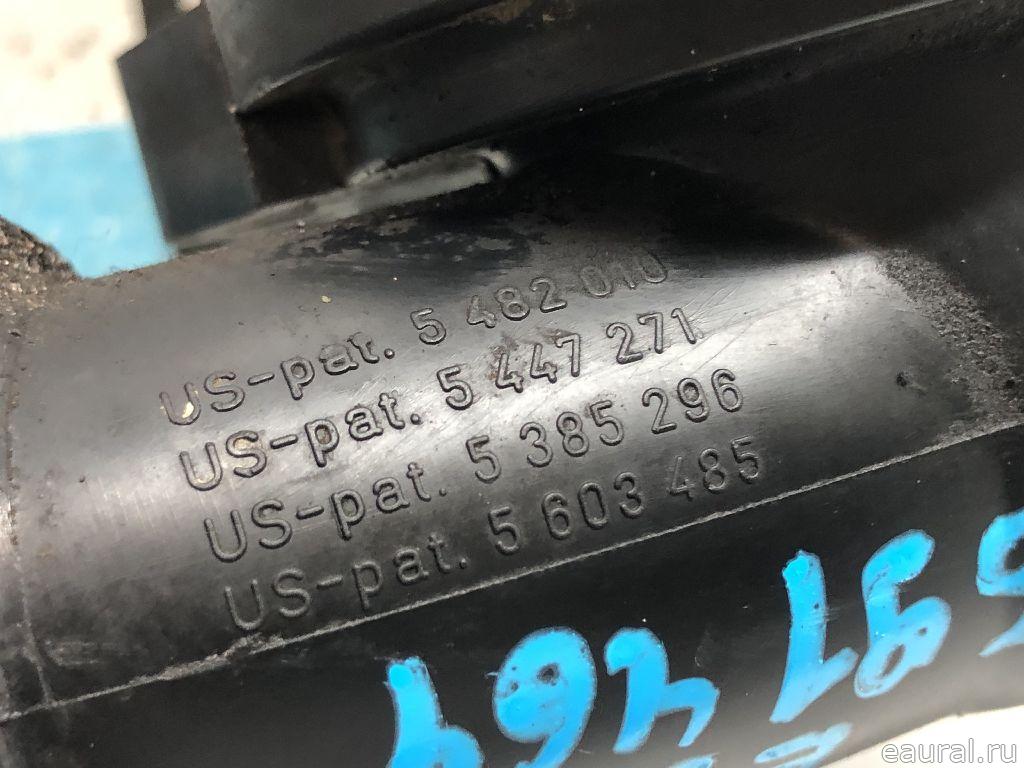 US-pat. 5 482 010
US-pat. 5 447 271
US-pat. 5 385 296
US-pat. 5 603 485
eaural.ru